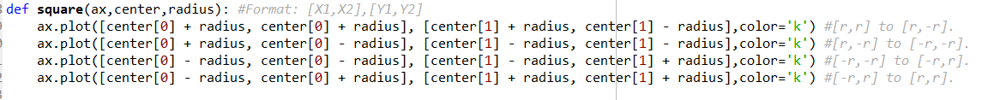 def square(ax,center,radius): #Format: [X1,X2],[Y1,Y2]
    ax.plot([center[0] + radius, center[0] + radius], [center[1] + radius, center[1] - radius],color='k') #[r,r] to [r,-r].
    ax.plot([center[0] + radius, center[0] - radius], [center[1] - radius, center[1] - radius],color='k') #[r,-r] to [-r,-r].
    ax.plot([center[0] - radius, center[0] - radius], [center[1] - radius, center[1] + radius],color='k') #[-r,-r] to [-r,r].
    ax.plot([center[0] - radius, center[0] + radius], [center[1] + radius, center[1] + radius],color='k') #[-r,r] to [r,r].